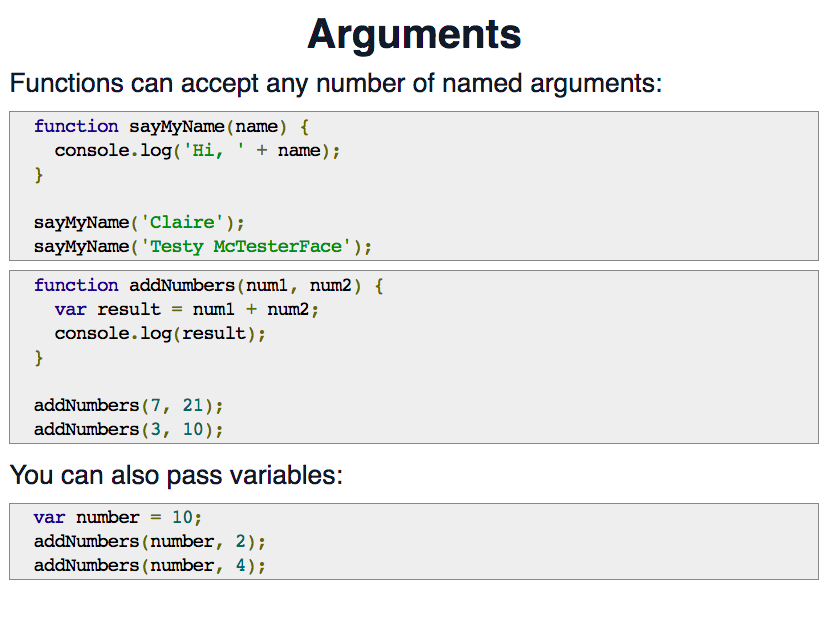 Arguments
Functions can accept any number of named arguments:
function sayMyName(name) {
  console.log('Hi, ' + name);
}
sayMyName('Claire');
sayMyName('Testy McTesterFace');
function addNumbers(num1, num2) {
  var result = num1 + num2;
  console.log(result);
}
addNumbers(7, 21);
addNumbers(3, 10);
You can also pass variables:
var number = 10;
addNumbers(number, 2);
addNumbers(number, 4);